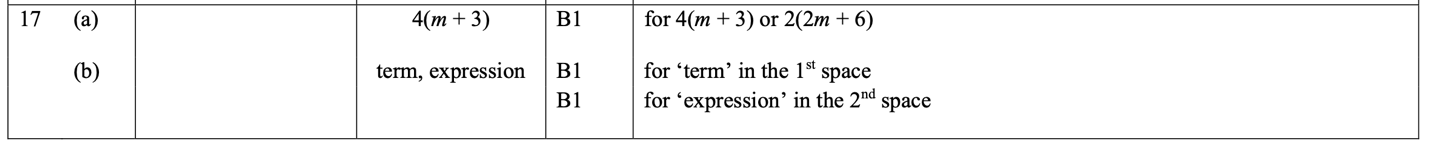 17 (a) 4(m + 3) B1 for 4(m + 3) or 2(2m + 6)
(b) term, expression B1 for ‘term’ in the 1st space
B1 for ‘expression’ in the 2nd space